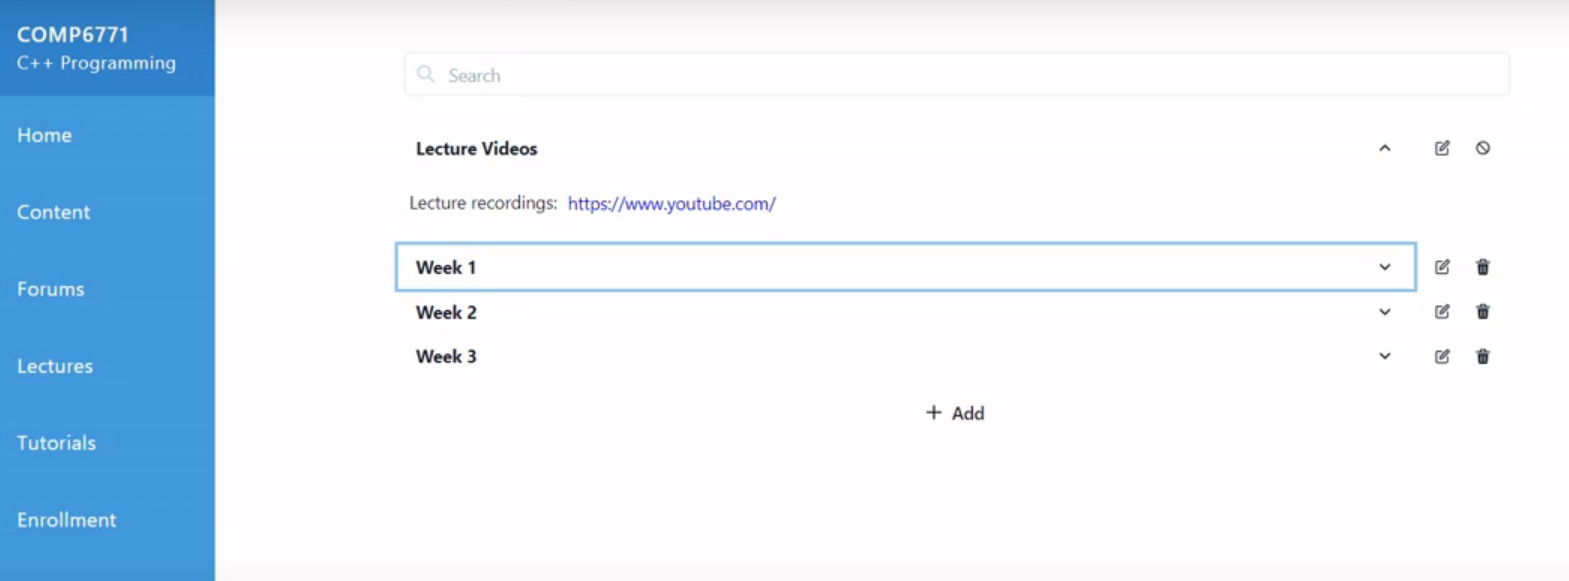 COMP6771
C++ Programming
Home
Content
Forums
Lectures
Tutorials
Enrollment
Search
Lecture Videos
Lecture recordings: https://www.youtube.com/
Week 1
Week 2
Week 3
+ Add